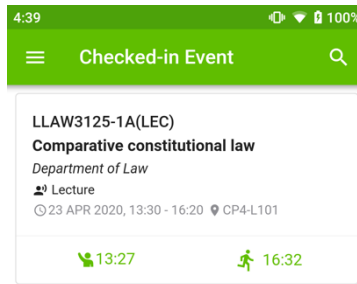 4:39 100%
Checked-in Event
LLAW3125-1A(LEC)
Comparative constitutional law
Department of Law
Lecture
23 APR 2020, 13:30 - 16:20 CP4-L101
13:27 16:32